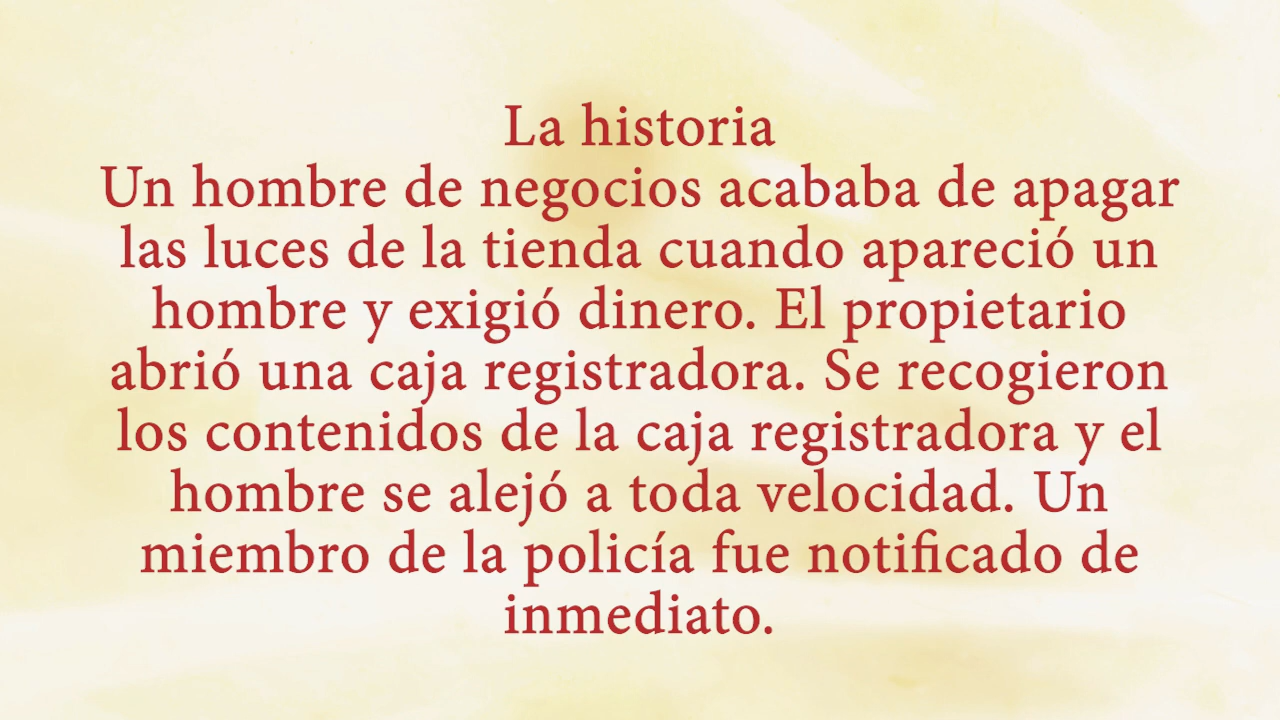 La historia
Un hombre de negocios acababa de apagar
las luces de la tienda cuando apareció un
hombre y exigió dinero. El propietario
abrió una caja registradora. Se recogieron
los contenidos de la caja registradora y el
hombre se alejó a toda velocidad. Un
miembro de la policía fue notificado de
inmediato.